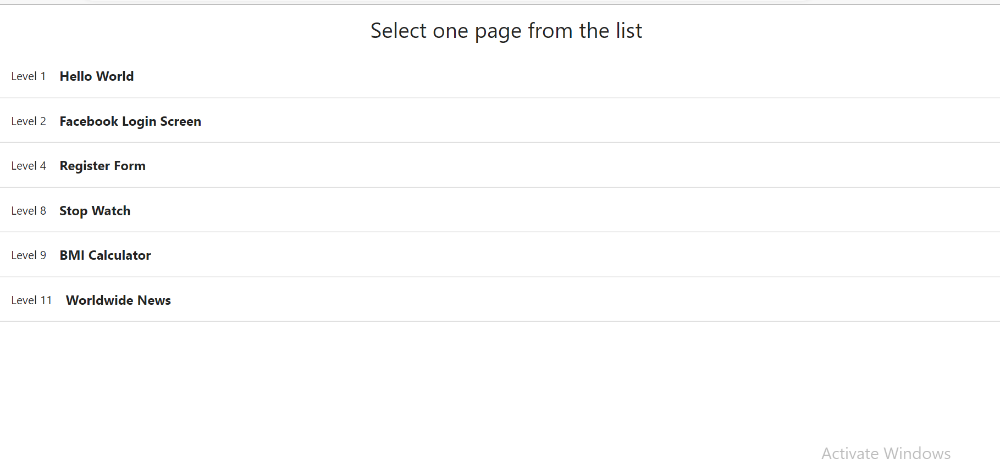 Select one page from the list
Level 1 Hello World
Level 2 Facebook Login Screen
Level 4 Register Form
Level 8 Stop Watch
Level 9 BMI Calculator
Level 11 Worldwide News
Activate Windows